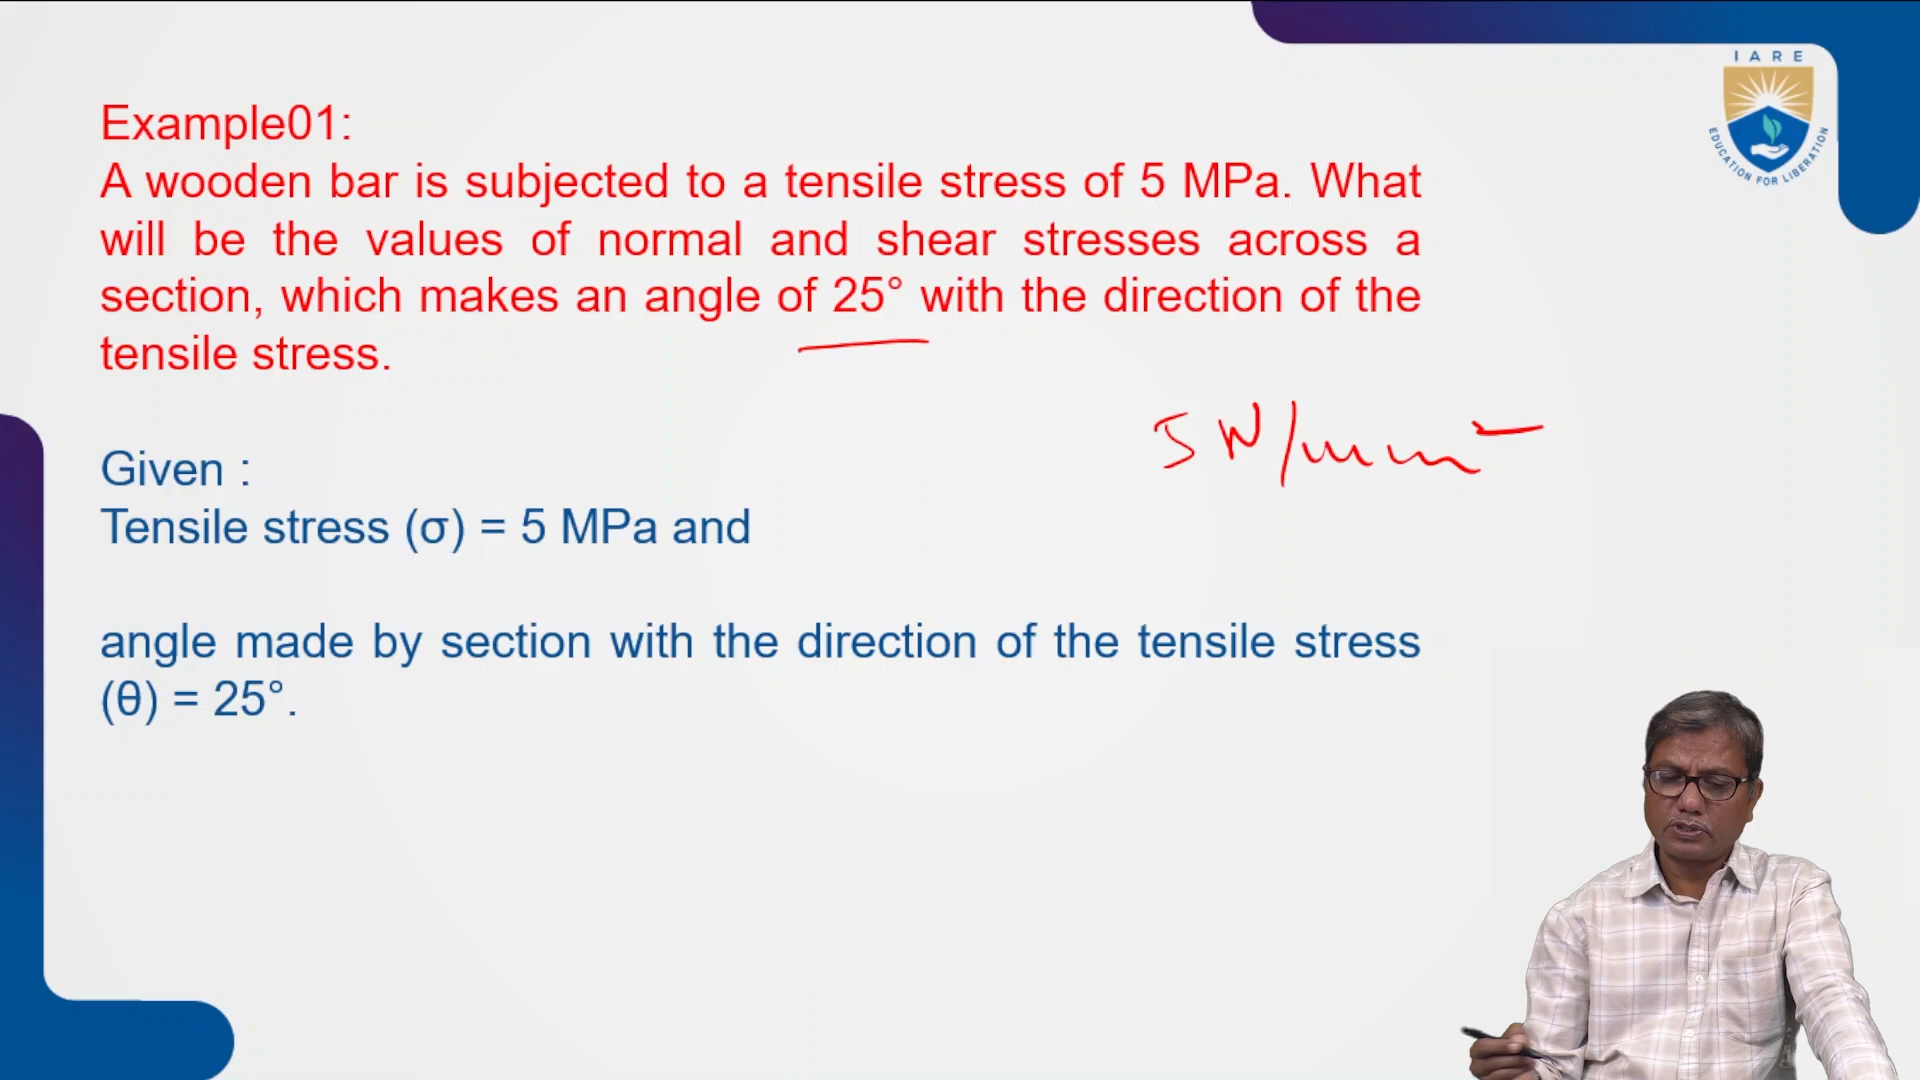 IARE
EDUCATION FOR LIBERATION
Example01:
A wooden bar is subjected to a tensile stress of 5 MPa. What
will be the values of normal and shear stresses across a
section, which makes an angle of 25° with the direction of the
tensile stress.
5 N/mm²
Given :
Tensile stress (σ) = 5 MPa and
angle made by section with the direction of the tensile stress
(θ) = 25°.